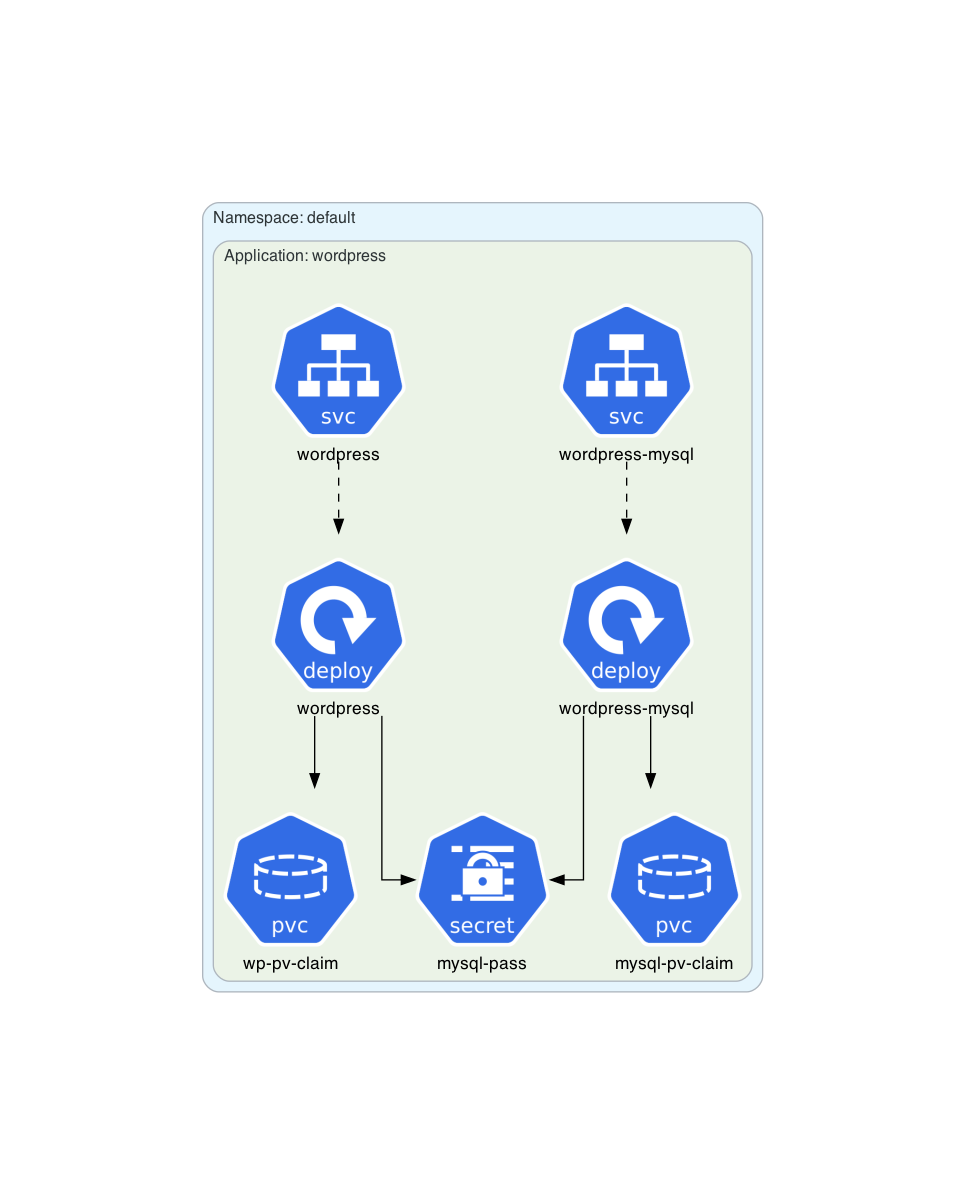 Namespace: default
Application: wordpress
svc
svc
wordpress
wordpress-mysql
deploy
deploy
wordpress
wordpress-mysql
pvc
secret
pvc
wp-pv-claim
mysql-pass
mysql-pv-claim